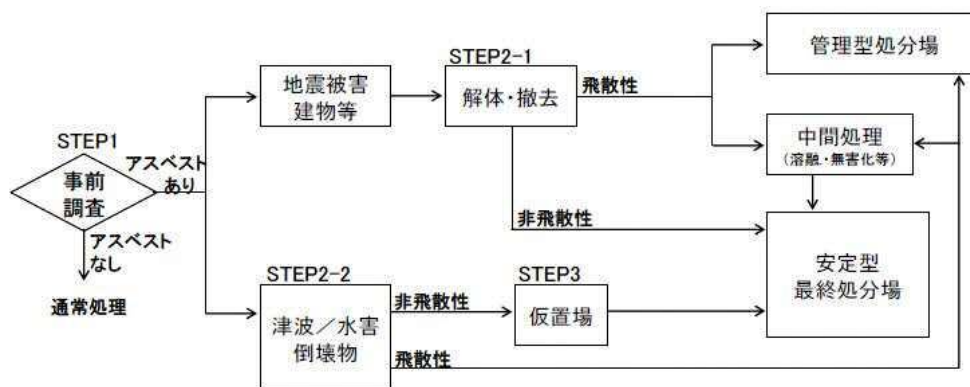 STEP1
事前
調査
アスベスト
あり
アスベスト
なし
通常処理
地震被害
建物等
STEP2-1
解体・撤去
飛散性
非飛散性
管理型処分場
中間処理
(溶融・無害化等)
安定型
最終処分場
STEP2-2
津波／水害
倒壊物
非飛散性
飛散性
STEP3
仮置場